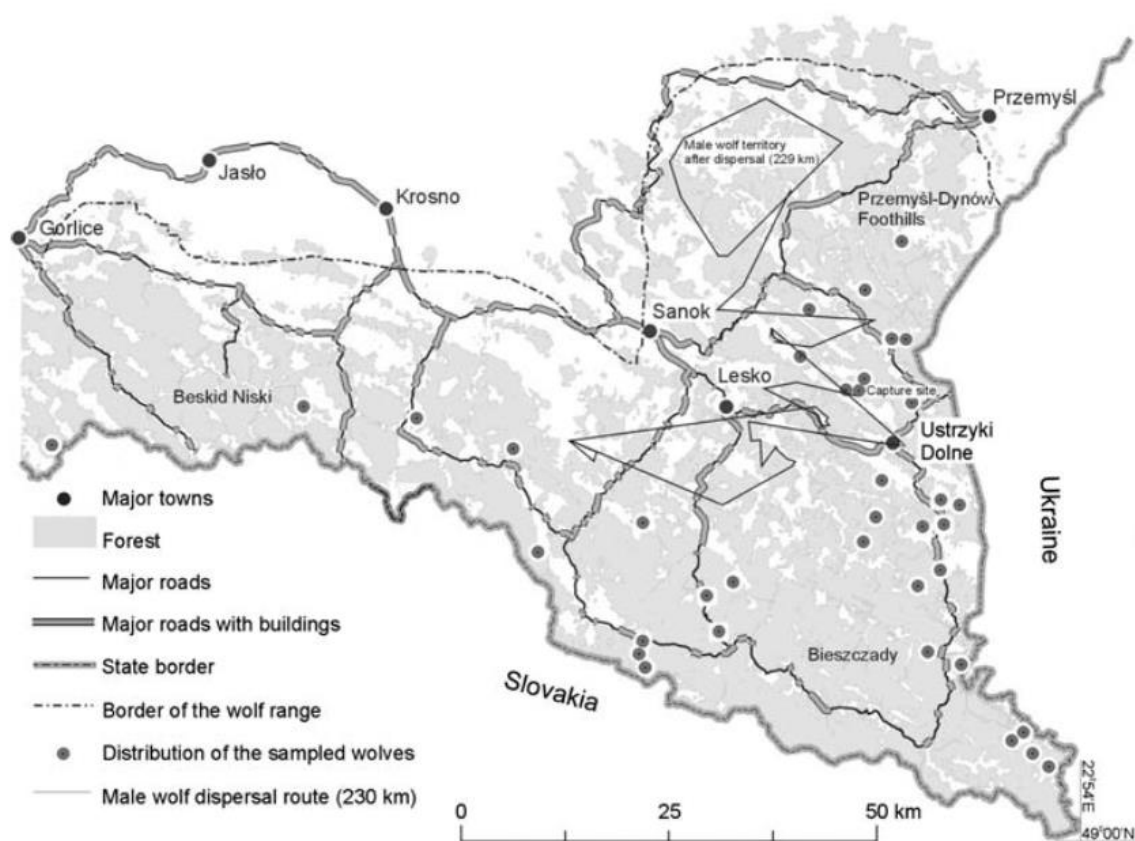 Przemyśl
Male wolf territory
after dispersal (229 km)
Jasło
Krosno
Przemyśl-Dynów
Foothills
Gorlice
Sanok
Lesko
Beskid Niski
Capture site
Ustrzyki
Dolne
Ukraine
Major towns
Forest
Major roads
Major roads with buildings
State border
Border of the wolf range
Distribution of the sampled wolves
Male wolf dispersal route (230 km)
Bieszczady
Slovakia
0 25 50 km
22°54'E
49°00'N